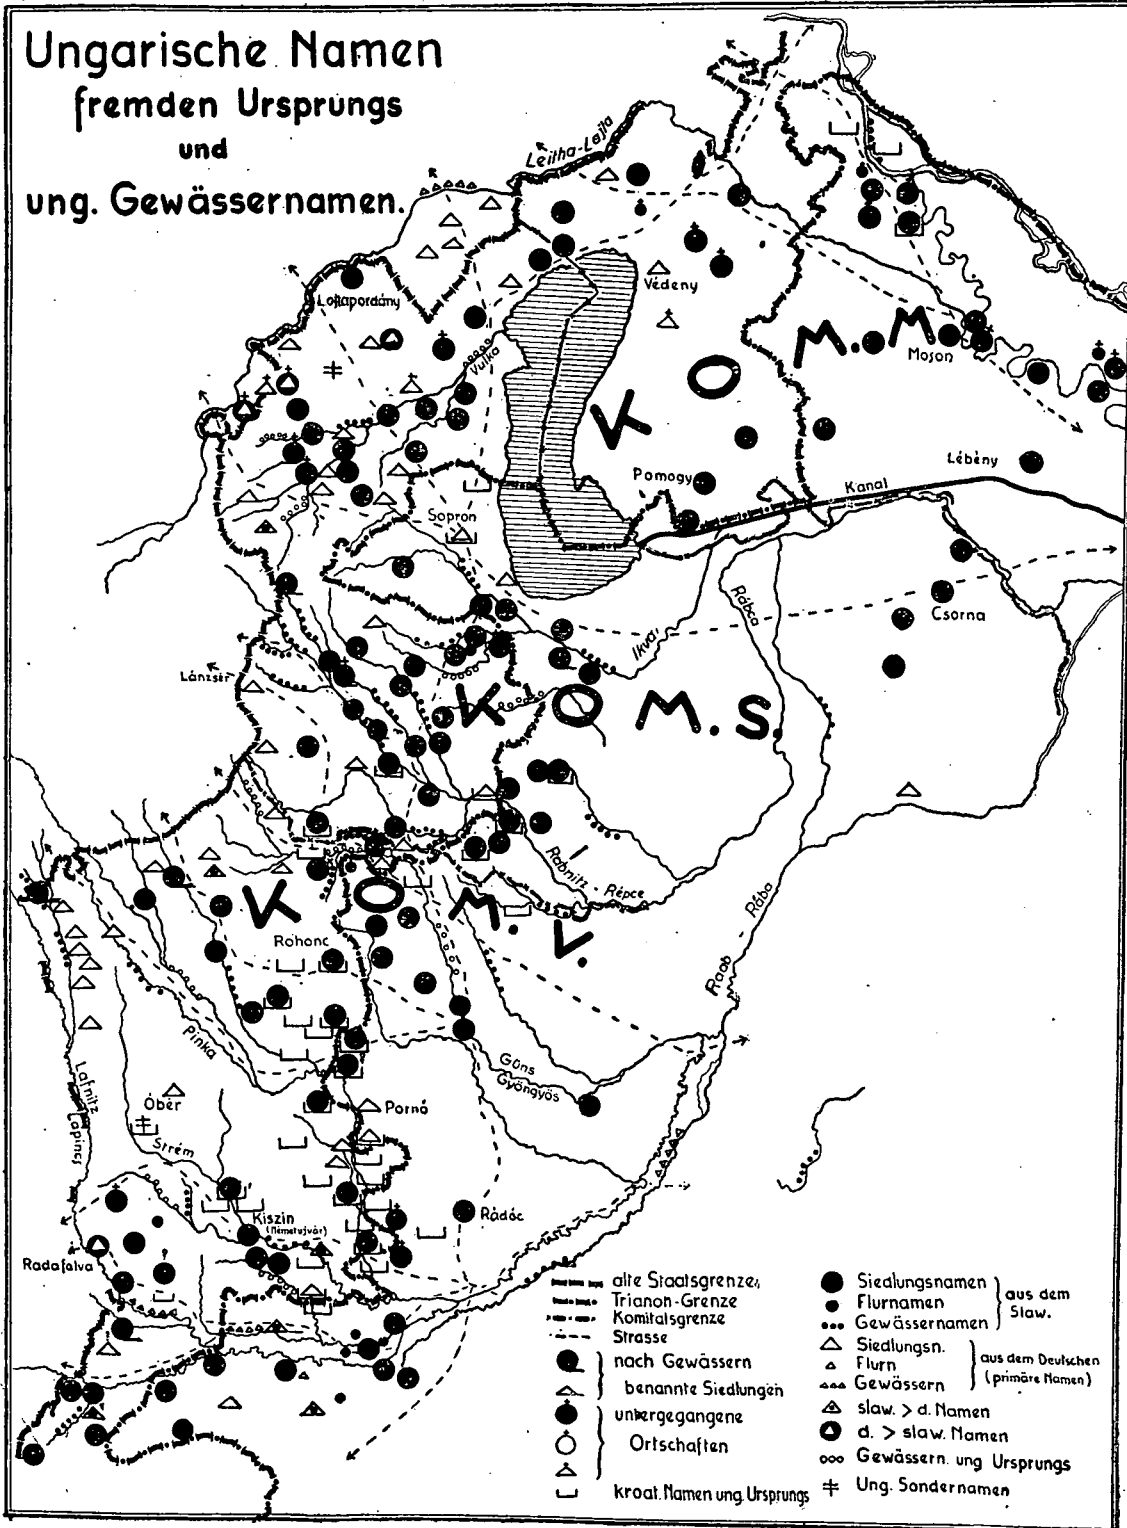 Ungarische Namen
fremden Ursprungs
und
ung. Gewässernamen.
Leitha-Lajta
Lajtapordány
Védeny
Vulka
KOM. M.
Moson
Pomogy
Lébény
Kanal
Sopron
Rábca
Ikva
Csorna
Lánzsér
KOM. S.
Rabnitz - Répce
Rába
Raab
KOM. V.
Rohonc
Pinka
Güns
Gyöngyös
Lafnitz
Lapincs
Óbér
Strém
Pornó
Kiszin
(Németujvár)
Rádóc
Radafalva
alte Staatsgrenze
Trianon-Grenze
Komitatsgrenze
Strasse
nach Gewässern
benannte Siedlungen
untergegangene
Ortschaften
kroat. Namen ung. Ursprungs
Siedlungsnamen
Flurnamen
Gewässernamen
aus dem
Slaw.
Siedlungsn.
Flurn
Gewässern
aus dem Deutschen
(primäre Namen)
slaw. > d. Namen
d. > slaw. Namen
Gewässern. ung Ursprungs
Ung. Sondernamen